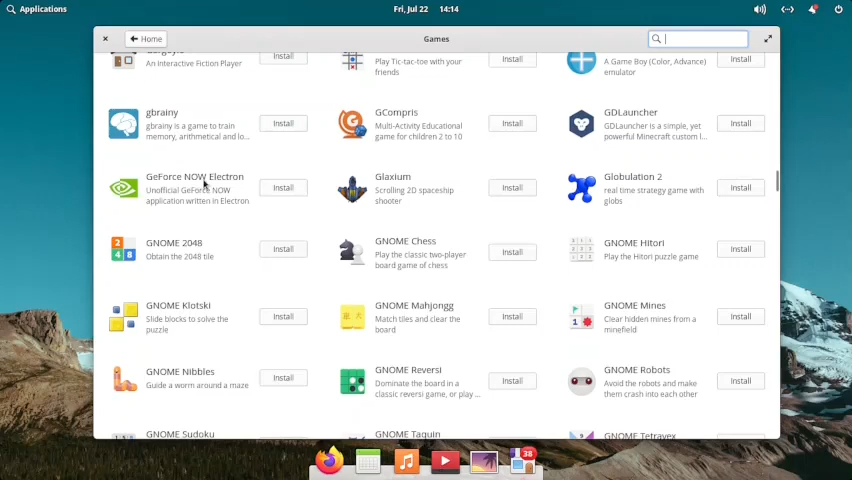 Applications
Fri, Jul 22 14:14
Home
Games
An Interactive Fiction Player
Install
Play Tic-tac-toe with your
friends
Install
A Game Boy (Color, Advance)
emulator
Install
gbrainy
gbrainy is a game to train
memory, arithmetical and lo...
Install
GCompris
Multi-Activity Educational
game for children 2 to 10
Install
GDLauncher
GDLauncher is a simple, yet
powerful Minecraft custom l...
Install
GeForce NOW Electron
Unofficial GeForce NOW
application written in Electron
Install
Glaxium
Scrolling 2D spaceship
shooter
Install
Globulation 2
real time strategy game with
globs
Install
GNOME 2048
Obtain the 2048 tile
Install
GNOME Chess
Play the classic two-player
board game of chess
Install
GNOME Hitori
Play the Hitori puzzle game
Install
GNOME Klotski
Slide blocks to solve the
puzzle
Install
GNOME Mahjongg
Match tiles and clear the
board
Install
GNOME Mines
Clear hidden mines from a
minefield
Install
GNOME Nibbles
Guide a worm around a maze
Install
GNOME Reversi
Dominate the board in a
classic reversi game, or play ...
Install
GNOME Robots
Avoid the robots and make
them crash into each other
Install
GNOME Sudoku
GNOME Taquin
GNOME Tetravex
38